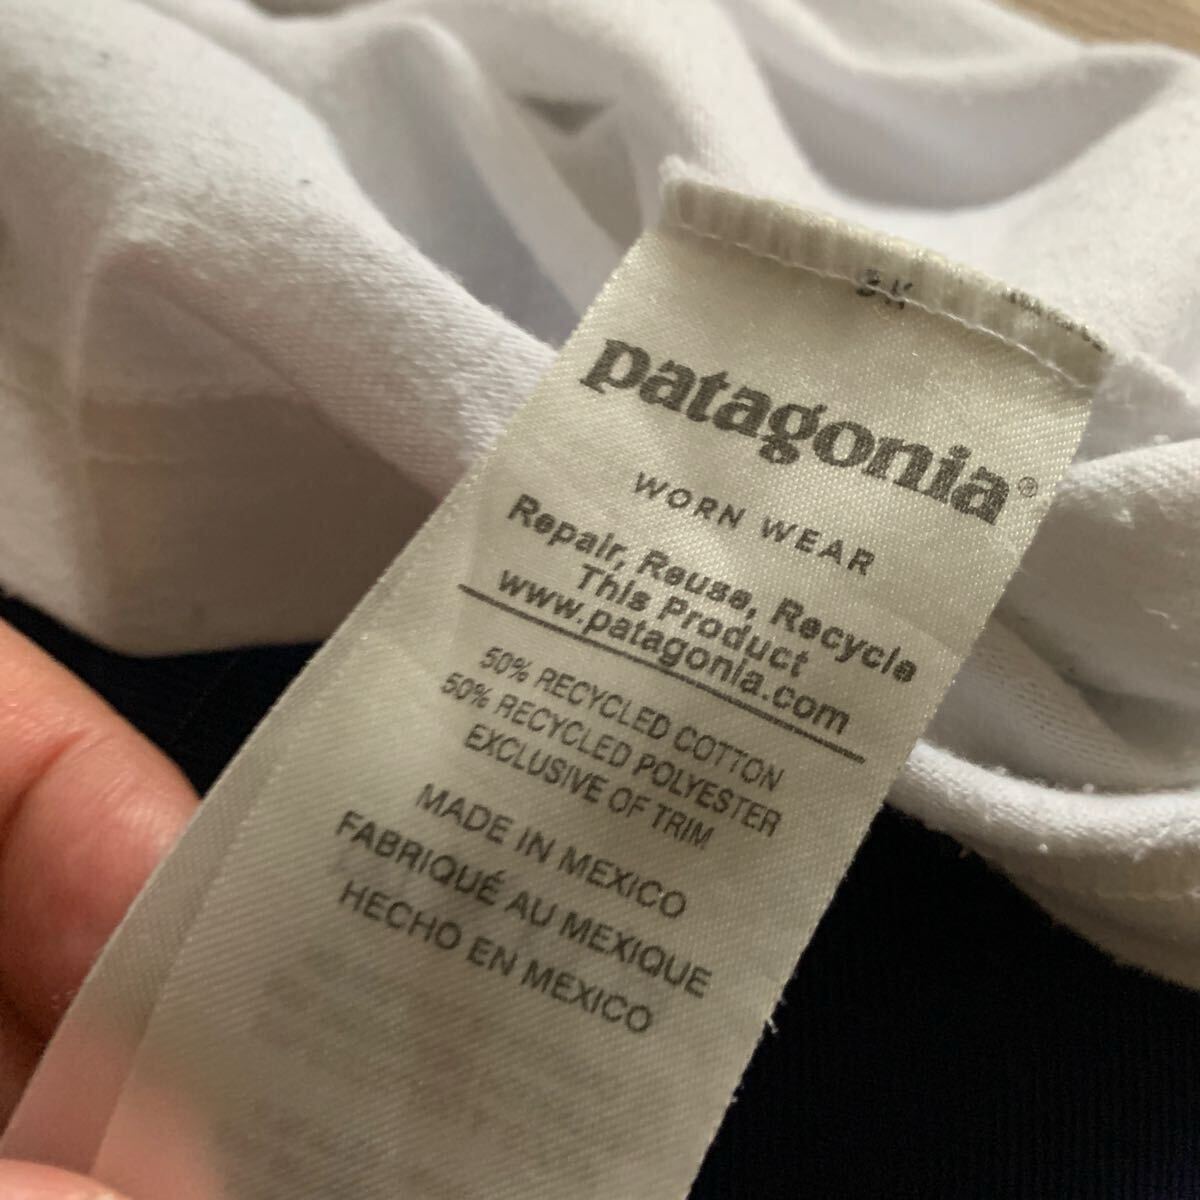 patagonia®
WORN WEAR
Repair, Reuse, Recycle
This Product
www.patagonia.com
50% RECYCLED COTTON
50% RECYCLED POLYESTER
EXCLUSIVE OF TRIM
MADE IN MEXICO
FABRIQUÉ AU MEXIQUE
HECHO EN MEXICO